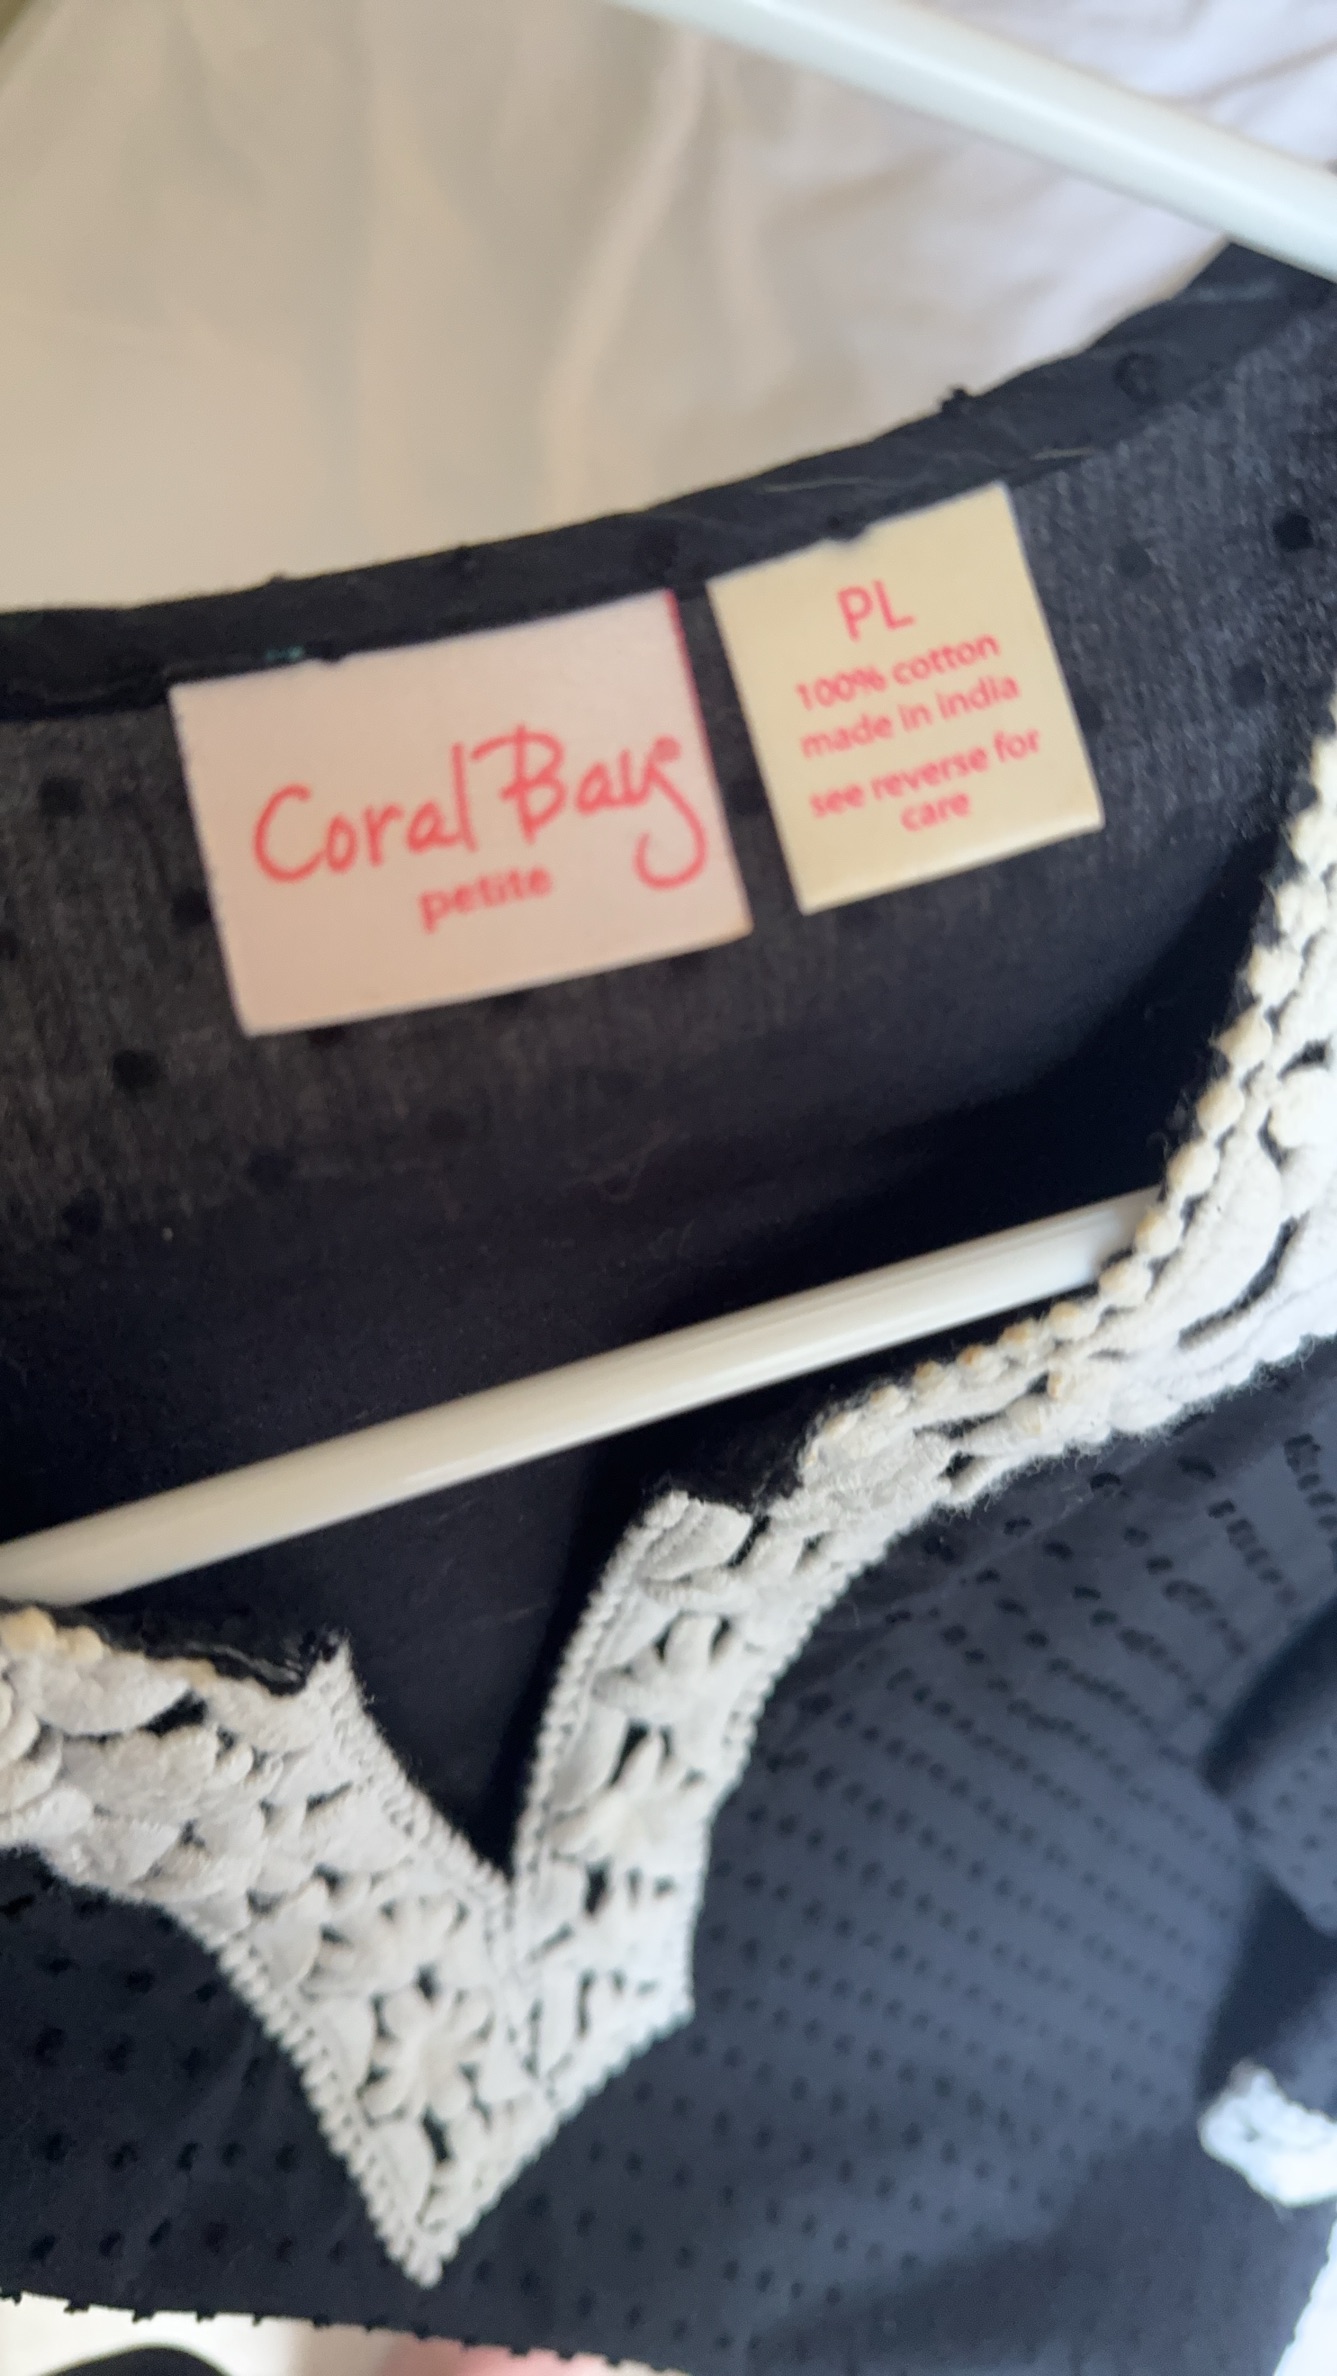 Coral Bay®
petite
PL
100% cotton
made in india
see reverse for
care